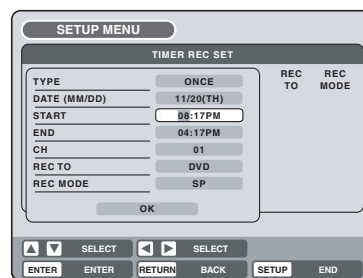 SETUP MENU
TIMER REC SET
REC TO REC MODE
TYPE ONCE
DATE (MM/DD) 11/20(TH)
START 08:17PM
END 04:17PM
CH 01
REC TO DVD
REC MODE SP
OK
▲ ▼ SELECT ◀ ▶ SELECT
ENTER ENTER RETURN BACK SETUP END